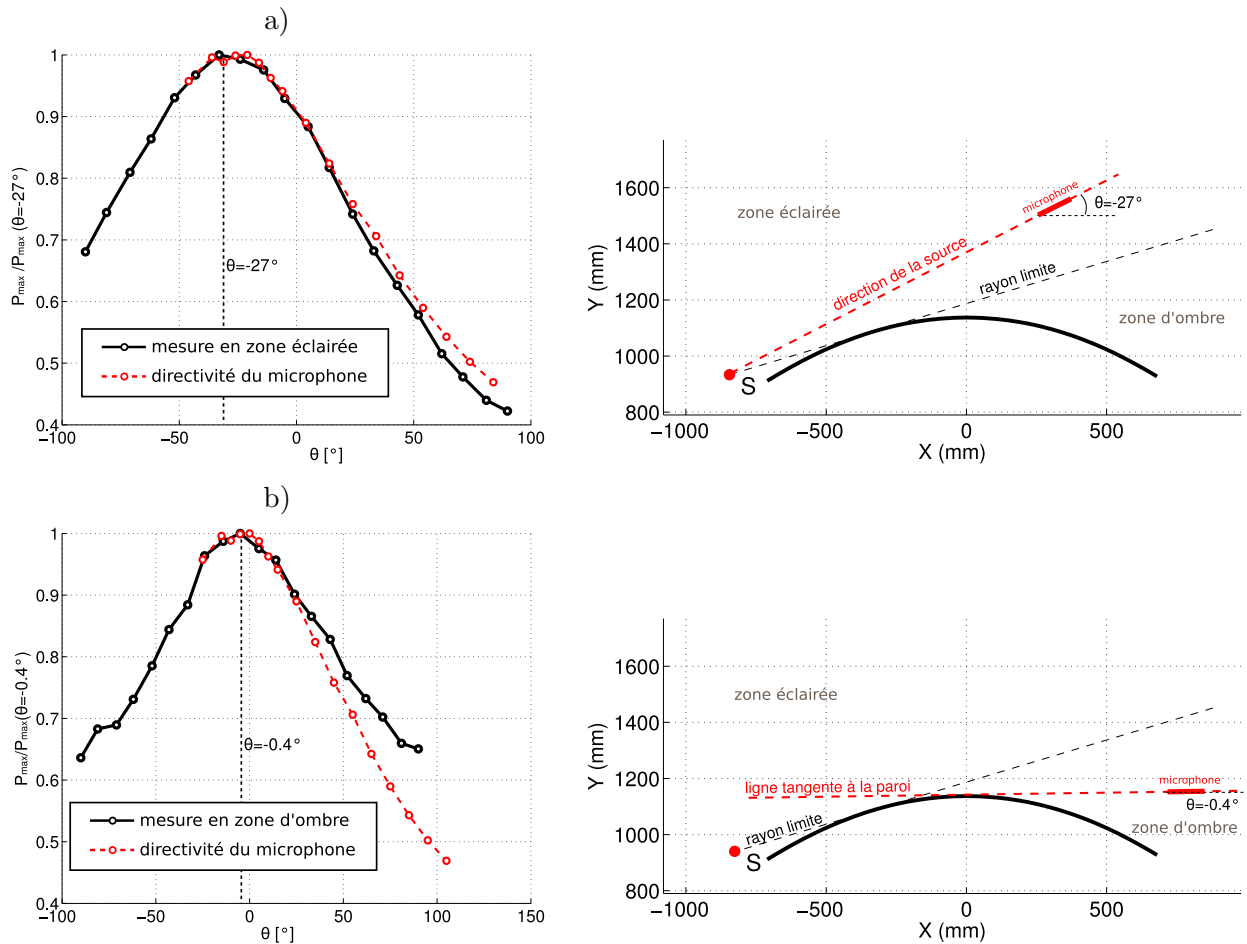 a)
1
0.9
0.8
0.7
0.6
0.5
0.4
−100
−50
0
50
100
θ [°]
P_max /P_max (θ=-27°)
θ=-27°
mesure en zone éclairée
directivité du microphone
1600
1400
1200
1000
800
−1000
−500
0
500
X (mm)
Y (mm)
zone éclairée
microphone
θ=-27°
direction de la source
rayon limite
zone d'ombre
S
b)
1
0.9
0.8
0.7
0.6
0.5
0.4
−100
−50
0
50
100
150
θ [°]
P_max/P_max(θ=-0.4°)
θ=-0.4°
mesure en zone d'ombre
directivité du microphone
1600
1400
1200
1000
800
−1000
−500
0
500
X (mm)
Y (mm)
zone éclairée
ligne tangente à la paroi
microphone
θ=-0.4°
rayon limite
zone d'ombre
S